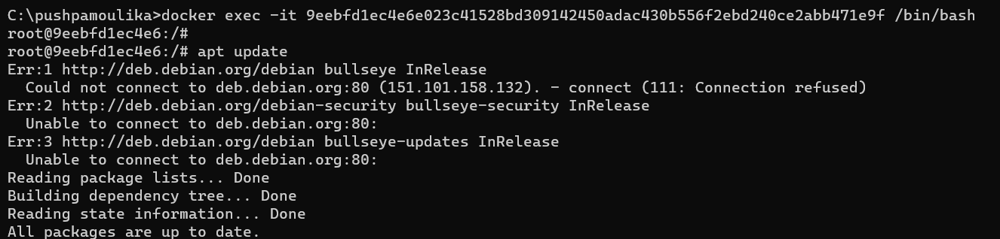 C:\pushpamoulika>docker exec -it 9eebfd1ec4e6e023c41528bd309142450adac430b556f2ebd240ce2abb471e9f /bin/bash
root@9eebfd1ec4e6:/#
root@9eebfd1ec4e6:/# apt update
Err:1 http://deb.debian.org/debian bullseye InRelease
  Could not connect to deb.debian.org:80 (151.101.158.132). - connect (111: Connection refused)
Err:2 http://deb.debian.org/debian-security bullseye-security InRelease
  Unable to connect to deb.debian.org:80:
Err:3 http://deb.debian.org/debian bullseye-updates InRelease
  Unable to connect to deb.debian.org:80:
Reading package lists... Done
Building dependency tree... Done
Reading state information... Done
All packages are up to date.